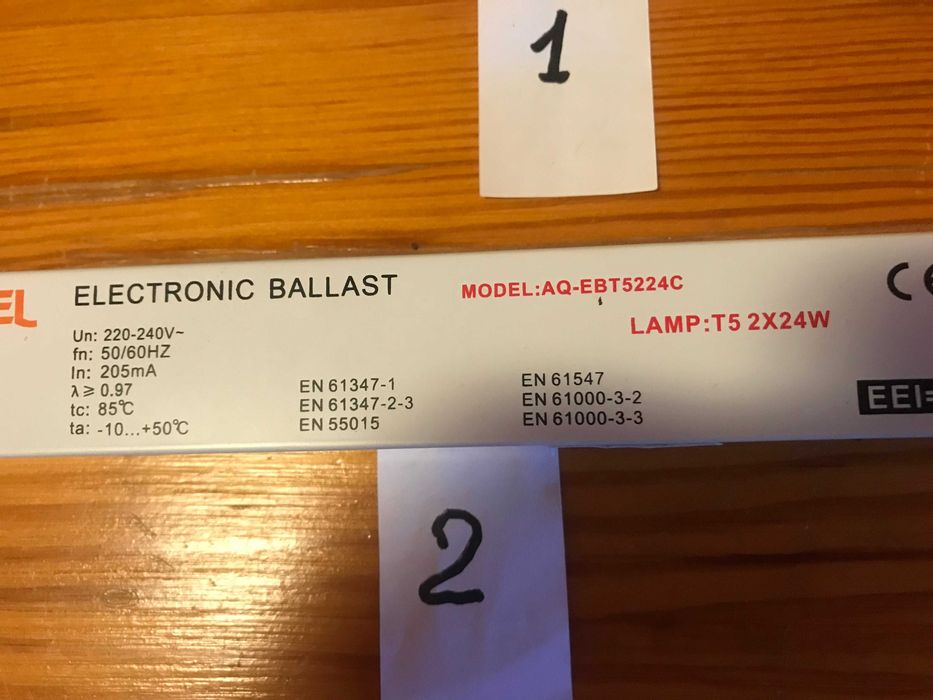 1
EL
ELECTRONIC BALLAST
MODEL:AQ-EBT5224C
LAMP:T5 2X24W
CE
Un: 220-240V~
fn: 50/60HZ
In: 205mA
λ ≥ 0.97
tc: 85℃
ta: -10...+50℃
EN 61347-1
EN 61347-2-3
EN 55015
EN 61547
EN 61000-3-2
EN 61000-3-3
EEI=
2